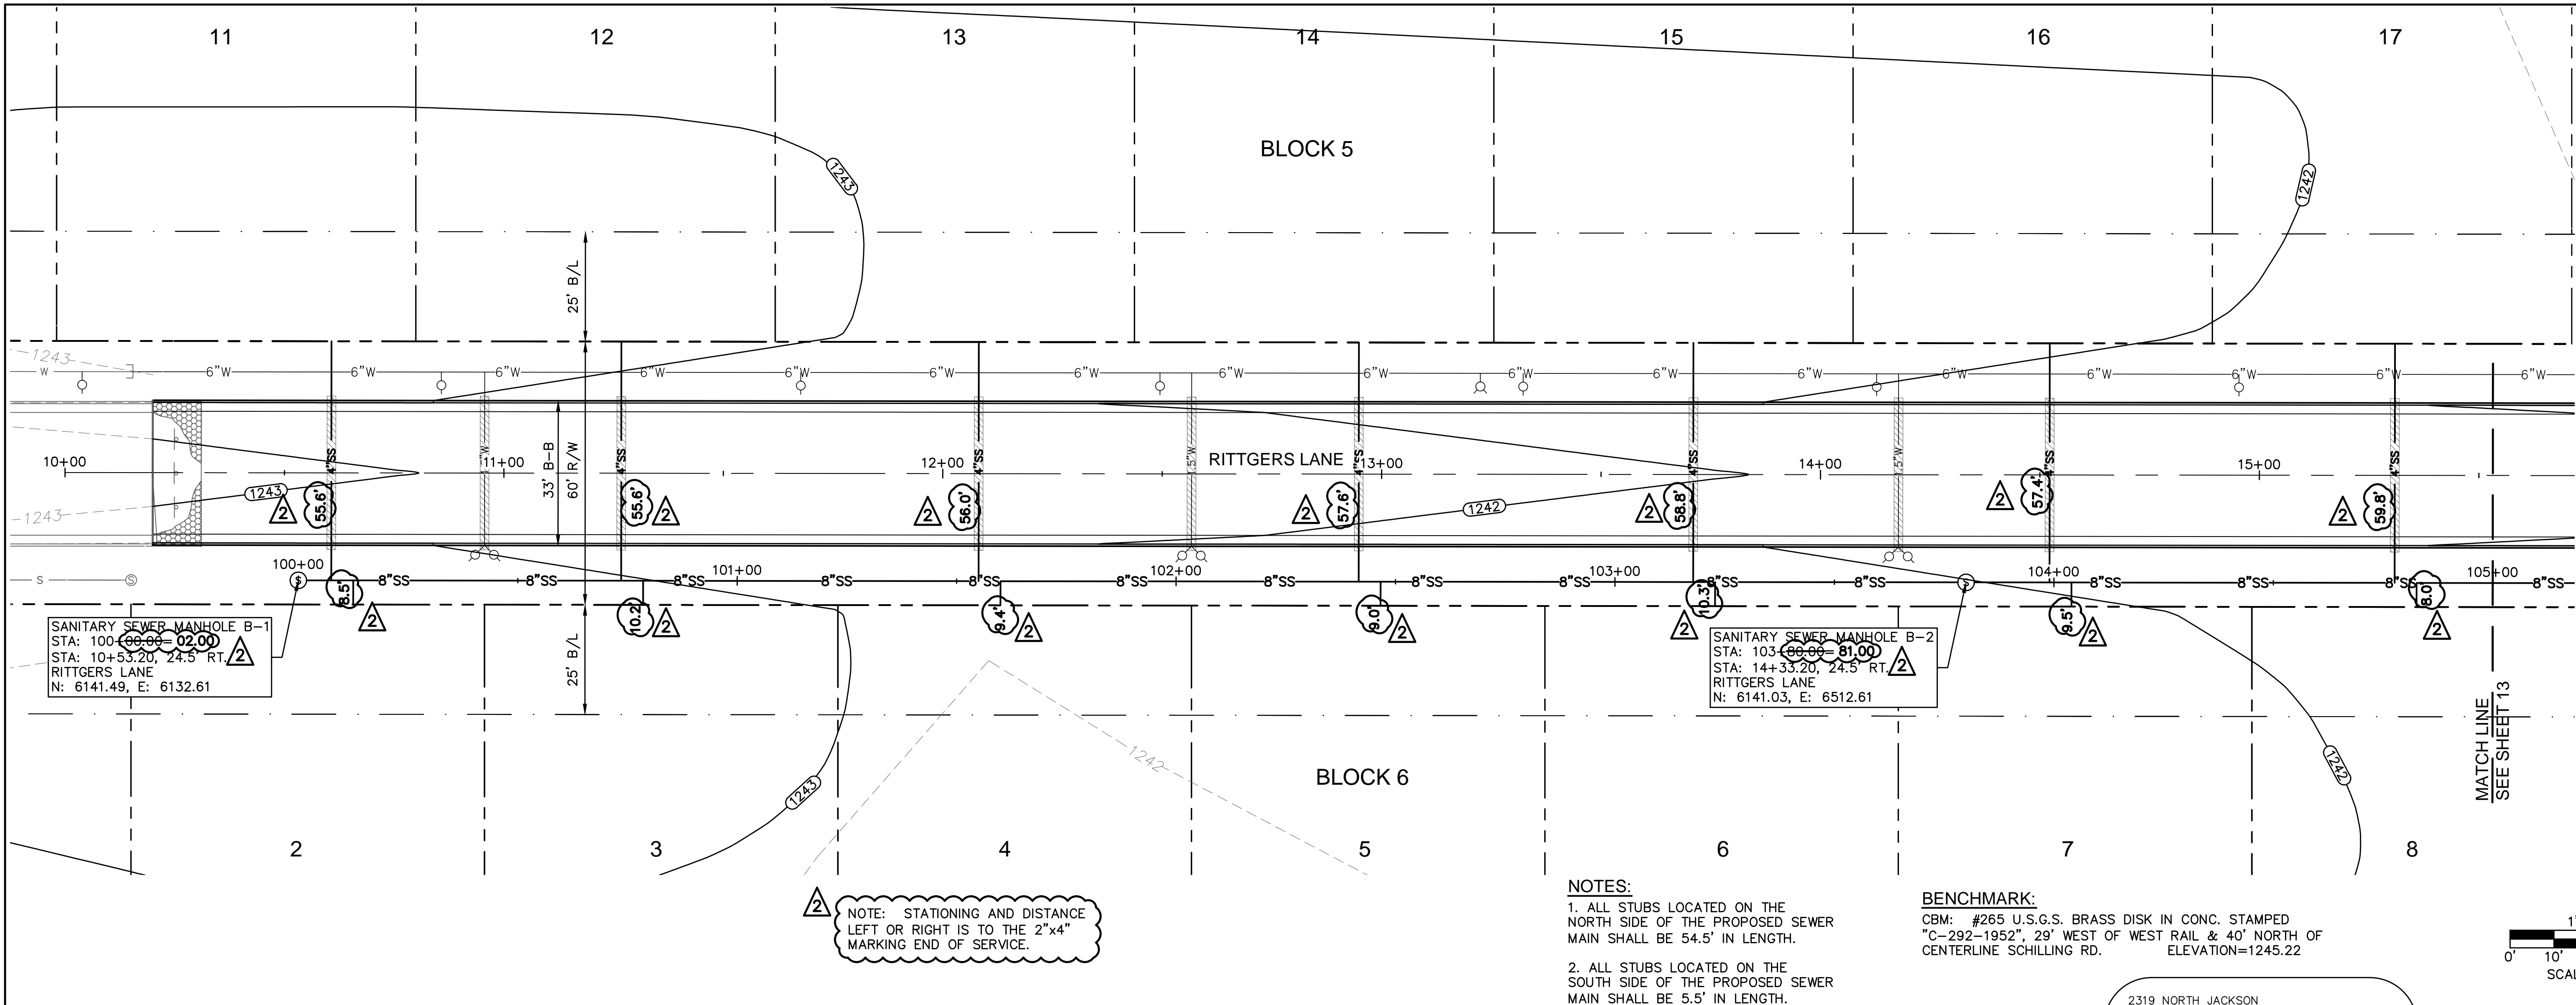 11 12 13 14 15 16 17
1243
BLOCK 5
1242
25' B/L
1243
W 6"W 6"W 6"W 6"W 6"W 6"W 6"W 6"W 6"W 6"W 6"W 6"W 6"W 6"W 6"W 6"W 6"W
33' B-B
60' R/W
4"SS 4"SS 4"SS 4"SS 4"SS 4"SS 4"SS
1.5"W 1.5"W
10+00 11+00 12+00 RITTGERS LANE 13+00 14+00 15+00
1243
1243
1242
2 55.6' 55.6' 2 2 56.0' 2 57.6' 2 58.8' 2 57.4' 2 59.8'
100+00 101+00 102+00 103+00 104+00 105+00
S S S 8"SS 8"SS 8"SS 8"SS 8"SS 8"SS 8"SS 8"SS 8"SS 8"SS 8"SS S 8"SS 8"SS 8"SS 8"SS
8.5' 2 10.2' 2 9.4' 2 9.0' 2 10.3' 2 9.5' 2 8.0' 2
SANITARY SEWER MANHOLE B-1
STA: 100+00.00= 02.00
STA: 10+53.20, 24.5' RT. 2
RITTGERS LANE
N: 6141.49, E: 6132.61
SANITARY SEWER MANHOLE B-2
STA: 103+80.00= 81.00
STA: 14+33.20, 24.5' RT. 2
RITTGERS LANE
N: 6141.03, E: 6512.61
25' B/L
1243
1242
BLOCK 6
1242
MATCH LINE
SEE SHEET 13
2 3 4 5 6 7 8
2
NOTE: STATIONING AND DISTANCE
LEFT OR RIGHT IS TO THE 2"x4"
MARKING END OF SERVICE.
NOTES:
1. ALL STUBS LOCATED ON THE
NORTH SIDE OF THE PROPOSED SEWER
MAIN SHALL BE 54.5' IN LENGTH.
2. ALL STUBS LOCATED ON THE
SOUTH SIDE OF THE PROPOSED SEWER
MAIN SHALL BE 5.5' IN LENGTH.
BENCHMARK:
CBM: #265 U.S.G.S. BRASS DISK IN CONC. STAMPED
"C-292-1952", 29' WEST OF WEST RAIL & 40' NORTH OF
CENTERLINE SCHILLING RD. ELEVATION=1245.22
0' 10'
2319 NORTH JACKSON